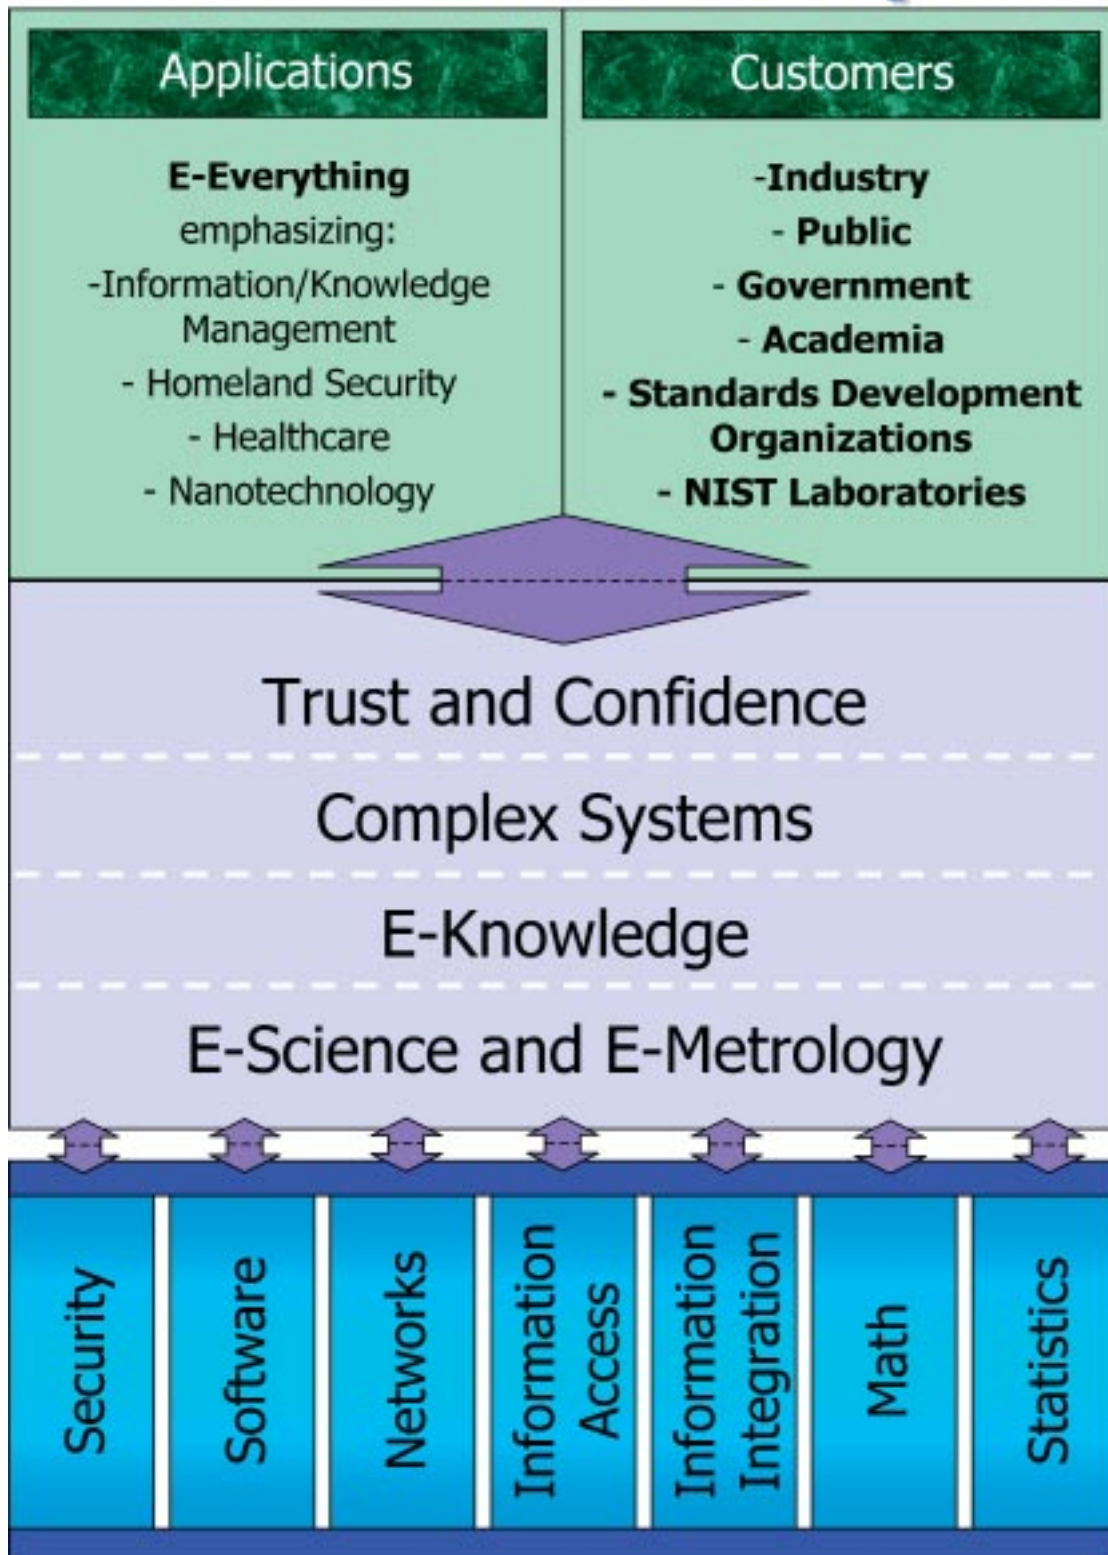 Applications
E-Everything
emphasizing:
-Information/Knowledge
Management
- Homeland Security
- Healthcare
- Nanotechnology
Customers
-Industry
- Public
- Government
- Academia
- Standards Development
Organizations
- NIST Laboratories
Trust and Confidence
Complex Systems
E-Knowledge
E-Science and E-Metrology
Security
Software
Networks
Information
Access
Information
Integration
Math
Statistics